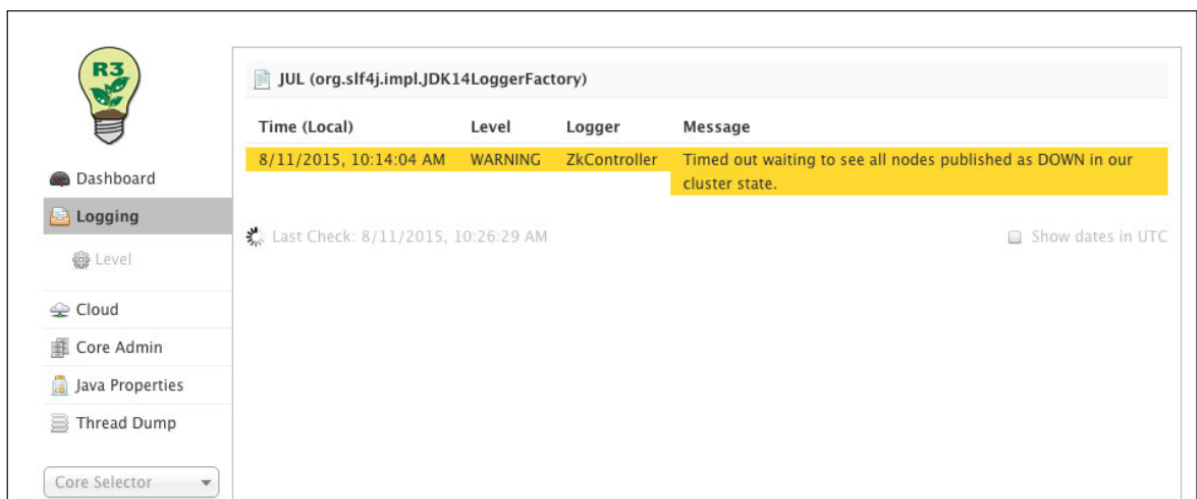 R3
JUL (org.slf4j.impl.JDK14LoggerFactory)
Time (Local) Level Logger Message
8/11/2015, 10:14:04 AM WARNING ZkController Timed out waiting to see all nodes published as DOWN in our
cluster state.
Last Check: 8/11/2015, 10:26:29 AM Show dates in UTC
Dashboard
Logging
Level
Cloud
Core Admin
Java Properties
Thread Dump
Core Selector